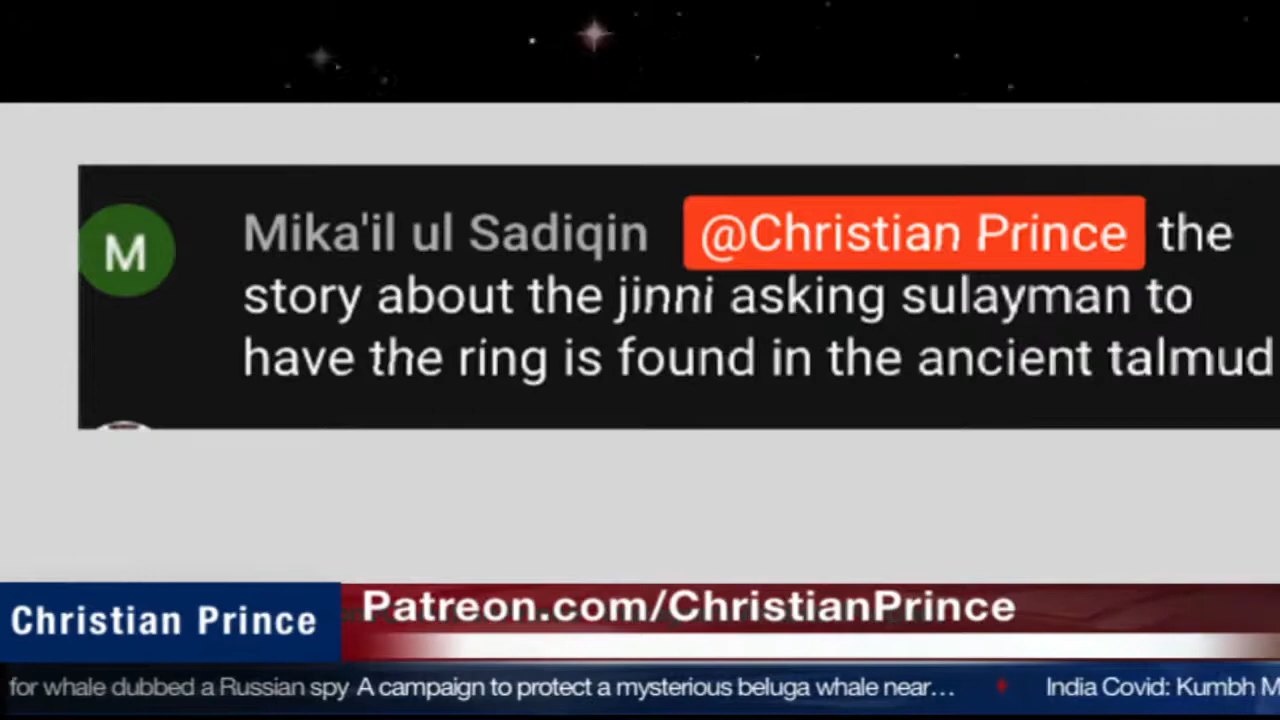 M
Mika'il ul Sadiqin @Christian Prince the
story about the jinni asking sulayman to
have the ring is found in the ancient talmud
Christian Prince
Patreon.com/ChristianPrince
for whale dubbed a Russian spy A campaign to protect a mysterious beluga whale near… India Covid: Kumbh M